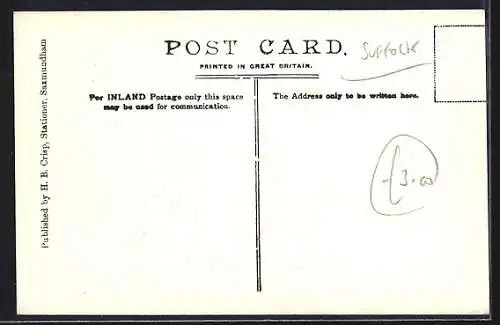 POST CARD.
SUFFOLK
PRINTED IN GREAT BRITAIN.
For INLAND Postage only this space
may be used for communication.
The Address only to be written here.
£3.00
Published by H. B. Crisp, Stationer, Saxmundham